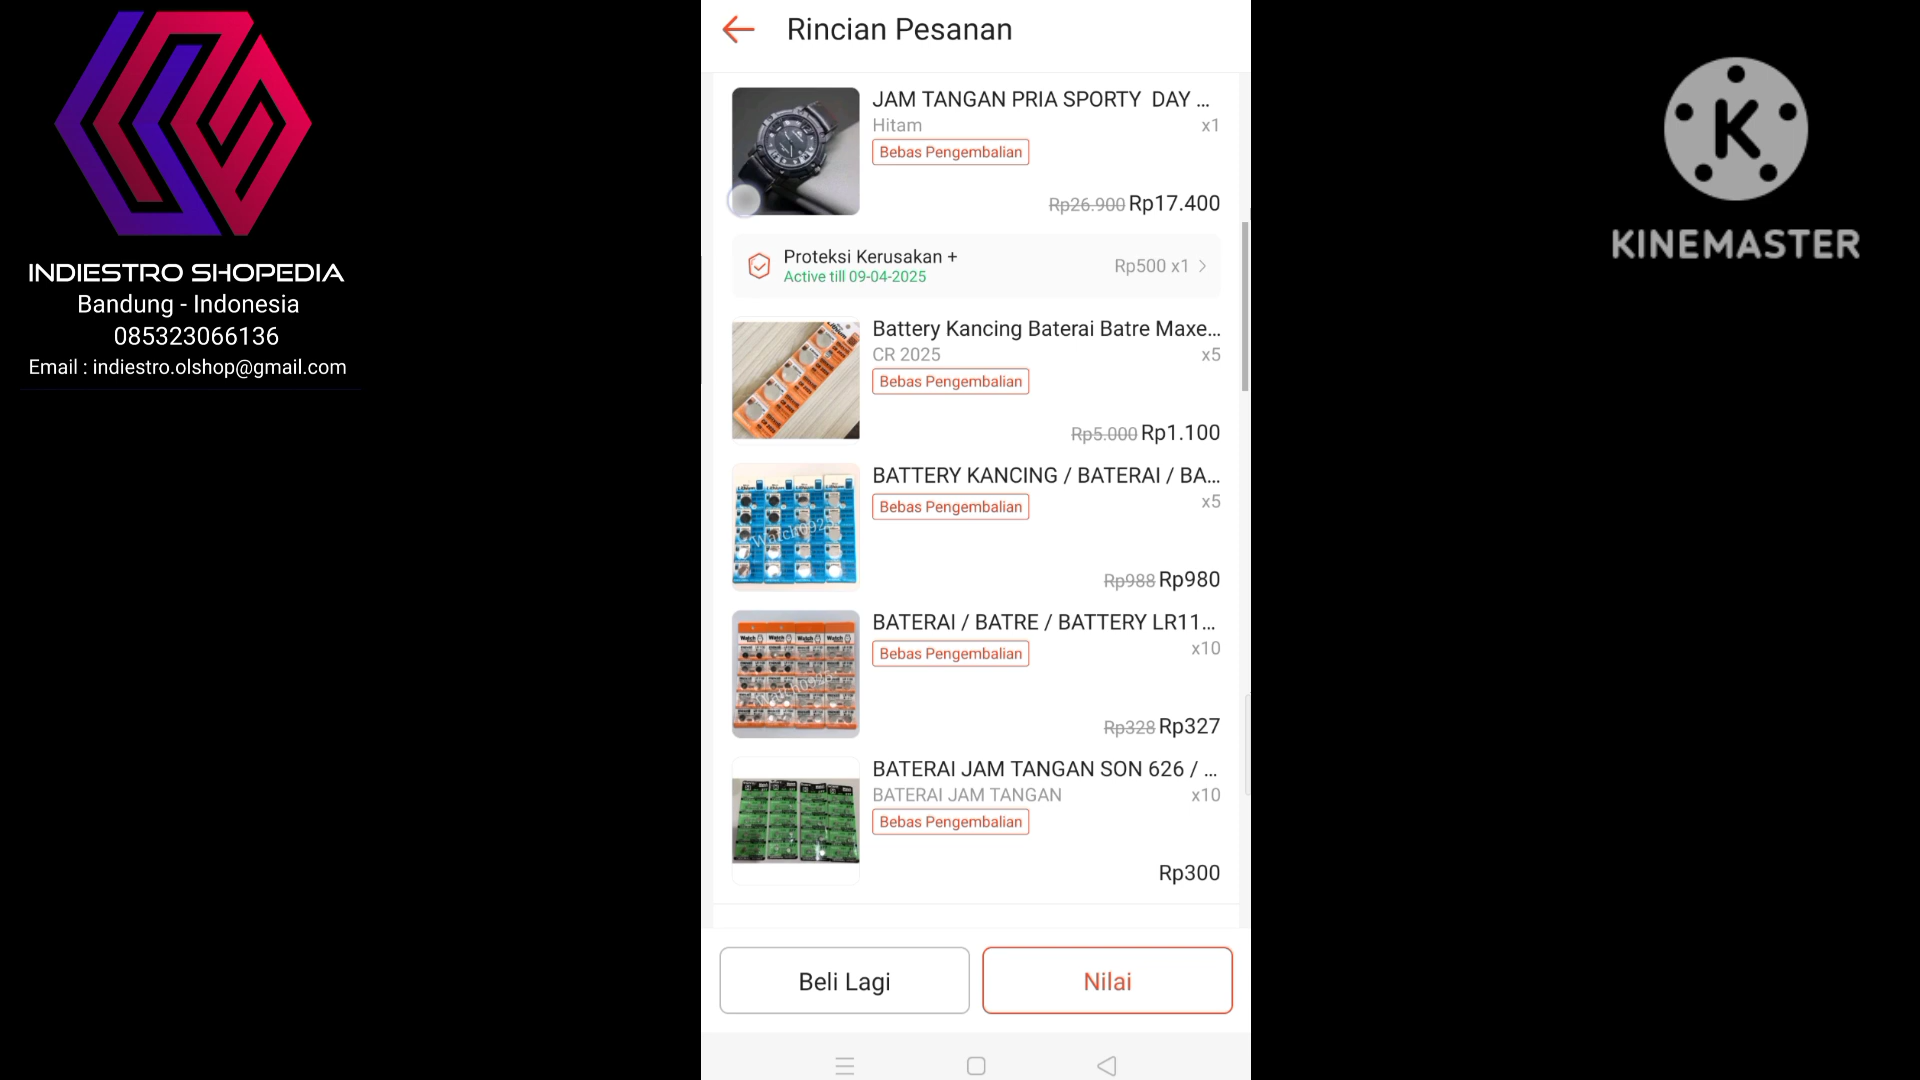 INDIESTRO SHOPEDIA
Bandung - Indonesia
085323066136
Email : indiestro.olshop@gmail.com
Rincian Pesanan
JAM TANGAN PRIA SPORTY DAY ...
Hitam x1
Bebas Pengembalian
Rp26.900 Rp17.400
Proteksi Kerusakan +
Active till 09-04-2025
Rp500 x1
Battery Kancing Baterai Batre Maxe...
CR 2025 x5
Bebas Pengembalian
Rp5.000 Rp1.100
BATTERY KANCING / BATERAI / BA...
x5
Bebas Pengembalian
Rp988 Rp980
BATERAI / BATRE / BATTERY LR11...
x10
Bebas Pengembalian
Rp328 Rp327
BATERAI JAM TANGAN SON 626 / ...
BATERAI JAM TANGAN x10
Bebas Pengembalian
Rp300
Beli Lagi
Nilai
K
KINEMASTER